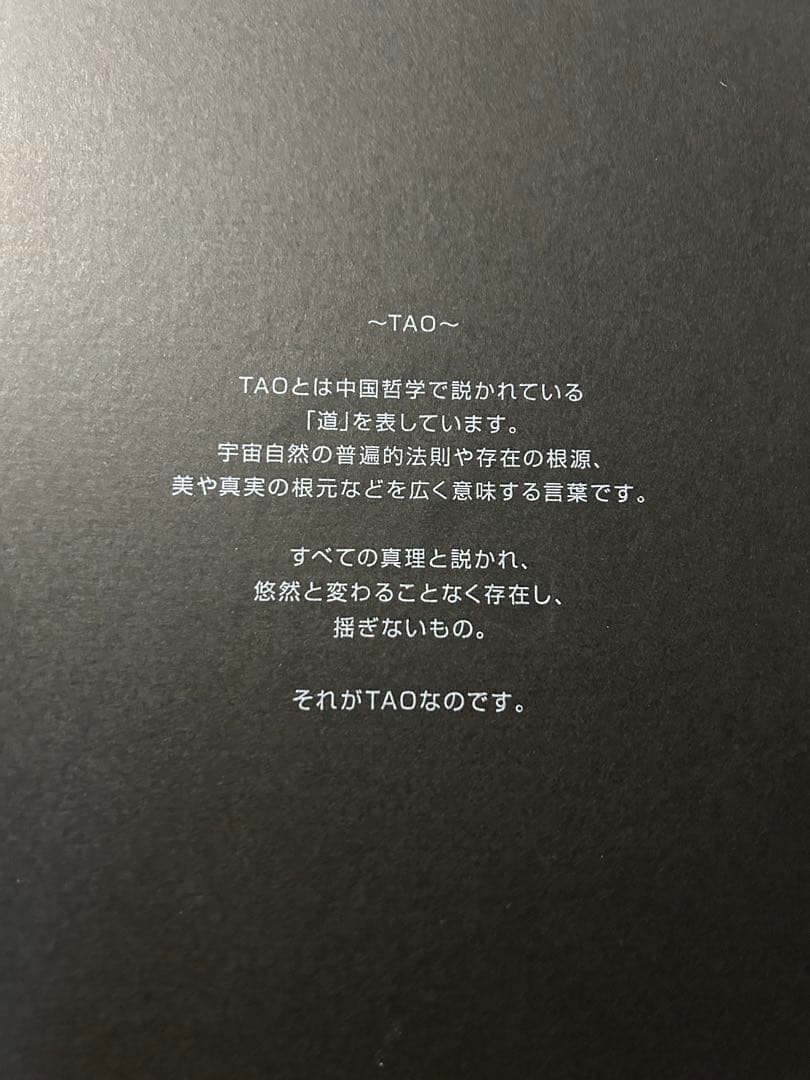 ～TAO～
TAOとは中国哲学で説かれている
「道」を表しています。
宇宙自然の普遍的法則や存在の根源、
美や真実の根元などを広く意味する言葉です。
すべての真理と説かれ、
悠然と変わることなく存在し、
揺ぎないもの。
それがTAOなのです。